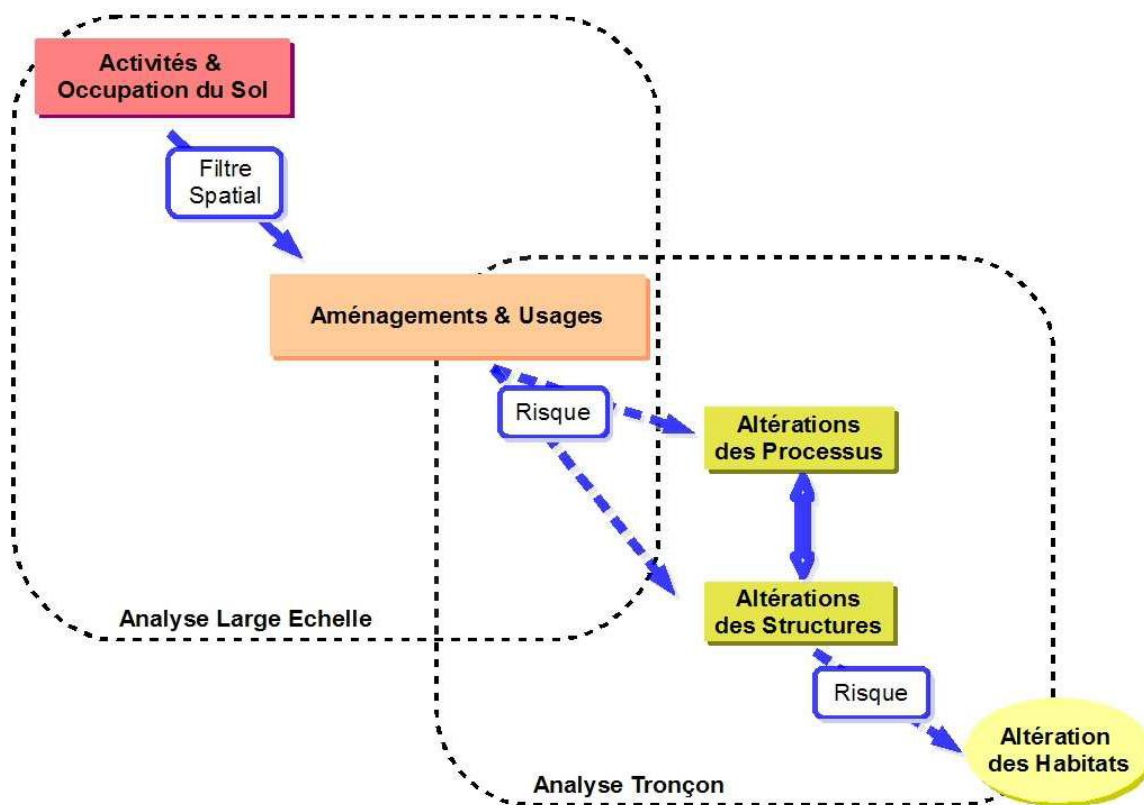 Activités &
Occupation du Sol
Filtre
Spatial
Aménagements & Usages
Risque
Altérations
des Processus
Altérations
des Structures
Analyse Large Echelle
Risque
Altération
des Habitats
Analyse Tronçon